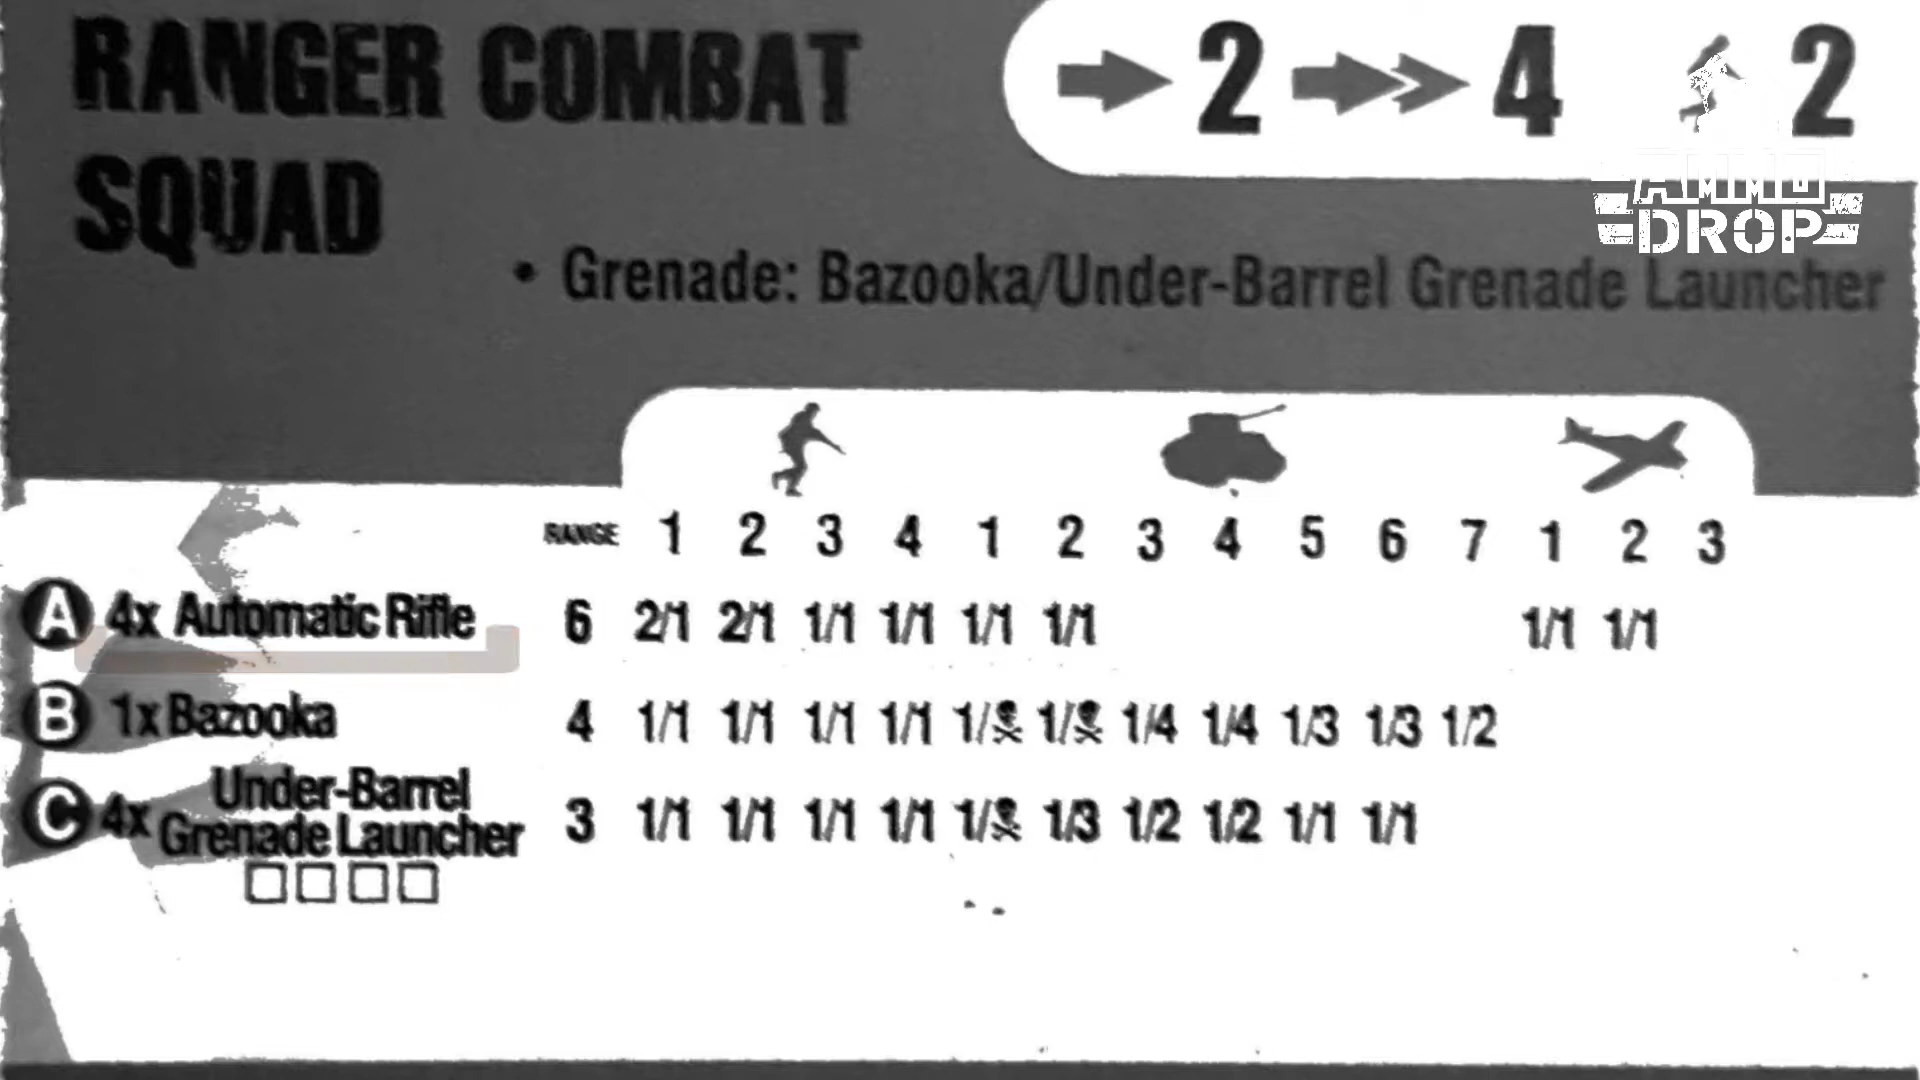 RANGER COMBAT
SQUAD
2 4 2
AMMO
DROP
• Grenade: Bazooka/Under-Barrel Grenade Launcher
RANGE 1 2 3 4 1 2 3 4 5 6 7 1 2 3
A 4x Automatic Rifle 6 2/1 2/1 1/1 1/1 1/1 1/1 1/1 1/1
B 1x Bazooka 4 1/1 1/1 1/1 1/1 1/☠ 1/☠ 1/4 1/4 1/3 1/3 1/2
C 4x Under-Barrel
Grenade Launcher 3 1/1 1/1 1/1 1/1 1/☠ 1/3 1/2 1/2 1/1 1/1